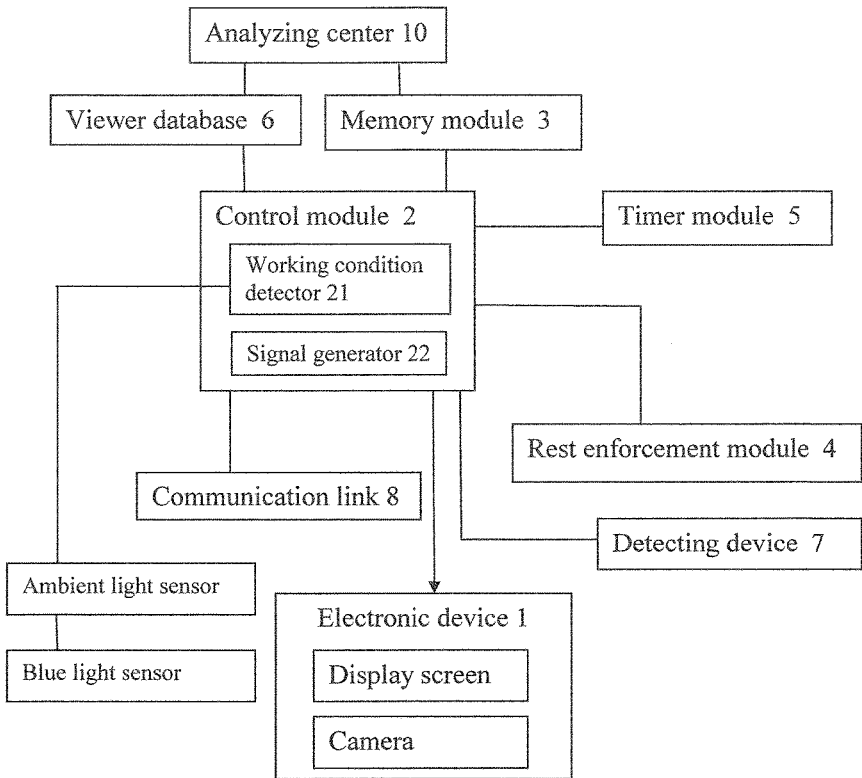 Analyzing center 10
Viewer database 6
Memory module 3
Control module 2
Timer module 5
Working condition
detector 21
Signal generator 22
Rest enforcement module 4
Communication link 8
Detecting device 7
Ambient light sensor
Electronic device 1
Blue light sensor
Display screen
Camera